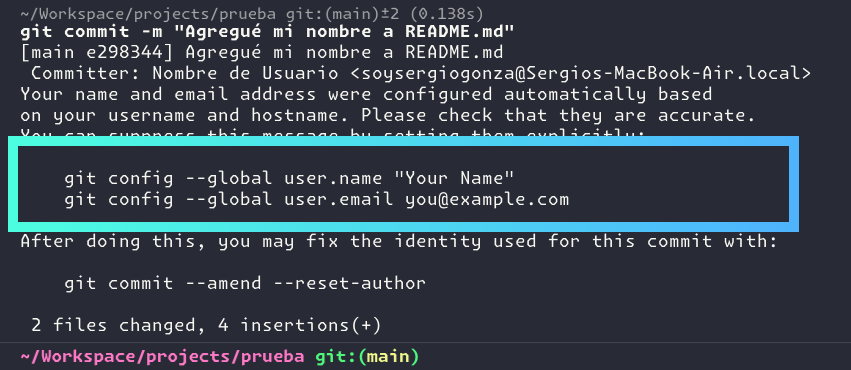 ~/Workspace/projects/prueba git:(main)±2 (0.138s)
git commit -m "Agregué mi nombre a README.md"
[main e298344] Agregué mi nombre a README.md
Committer: Nombre de Usuario <soysergiogonza@Sergios-MacBook-Air.local>
Your name and email address were configured automatically based
on your username and hostname. Please check that they are accurate.
You can suppress this message by setting them explicitly:
git config --global user.name "Your Name"
git config --global user.email you@example.com
After doing this, you may fix the identity used for this commit with:
git commit --amend --reset-author
2 files changed, 4 insertions(+)
~/Workspace/projects/prueba git:(main)